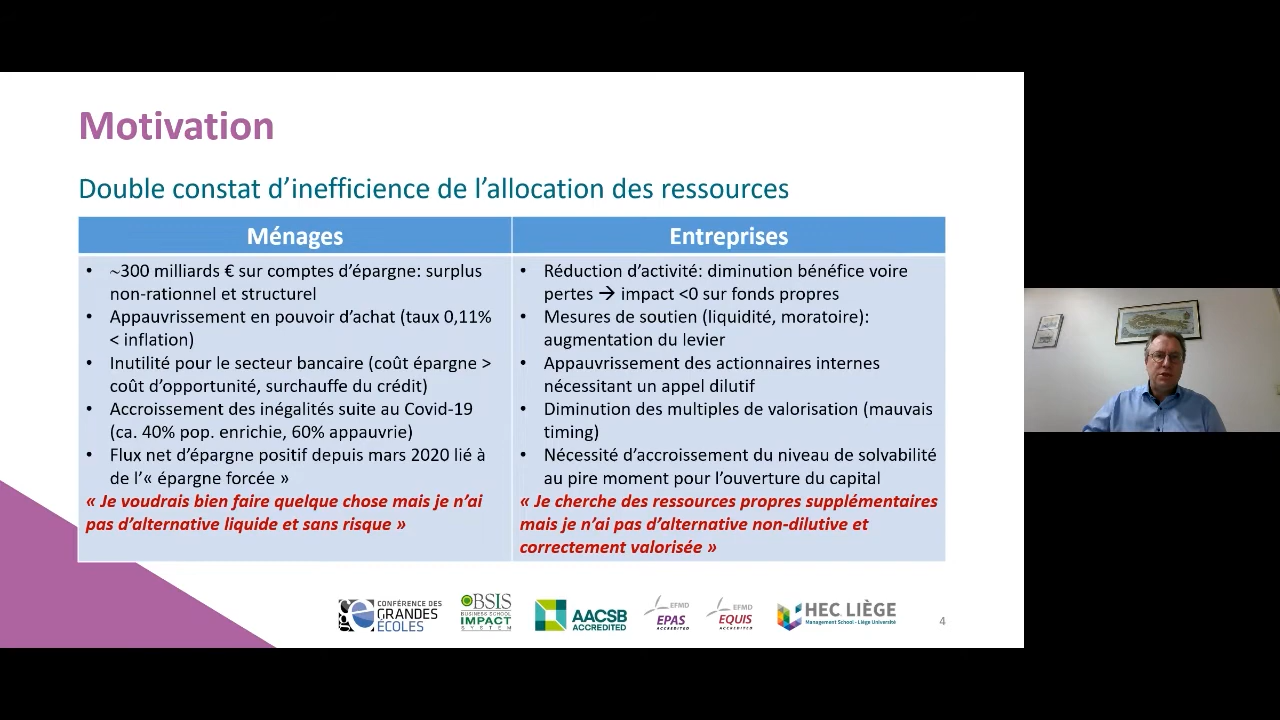 Motivation
Double constat d’inefficience de l’allocation des ressources
Ménages
• ~300 milliards € sur comptes d’épargne: surplus
non-rationnel et structurel
• Appauvrissement en pouvoir d’achat (taux 0,11%
< inflation)
• Inutilité pour le secteur bancaire (coût épargne >
coût d’opportunité, surchauffe du crédit)
• Accroissement des inégalités suite au Covid-19
(ca. 40% pop. enrichie, 60% appauvrie)
• Flux net d’épargne positif depuis mars 2020 lié à
de l’« épargne forcée »
« Je voudrais bien faire quelque chose mais je n’ai
pas d’alternative liquide et sans risque »
Entreprises
• Réduction d’activité: diminution bénéfice voire
pertes → impact <0 sur fonds propres
• Mesures de soutien (liquidité, moratoire):
augmentation du levier
• Appauvrissement des actionnaires internes
nécessitant un appel dilutif
• Diminution des multiples de valorisation (mauvais
timing)
• Nécessité d’accroissement du niveau de solvabilité
au pire moment pour l’ouverture du capital
« Je cherche des ressources propres supplémentaires
mais je n’ai pas d’alternative non-dilutive et
correctement valorisée »
CONFÉRENCE DES
GRANDES
ÉCOLES
BSIS
BUSINESS SCHOOL
IMPACT
SYSTEM
AACSB
ACCREDITED
EFMD
EPAS
ACCREDITED
EFMD
EQUIS
ACCREDITED
HEC LIÈGE
Management School - Liège Université
4